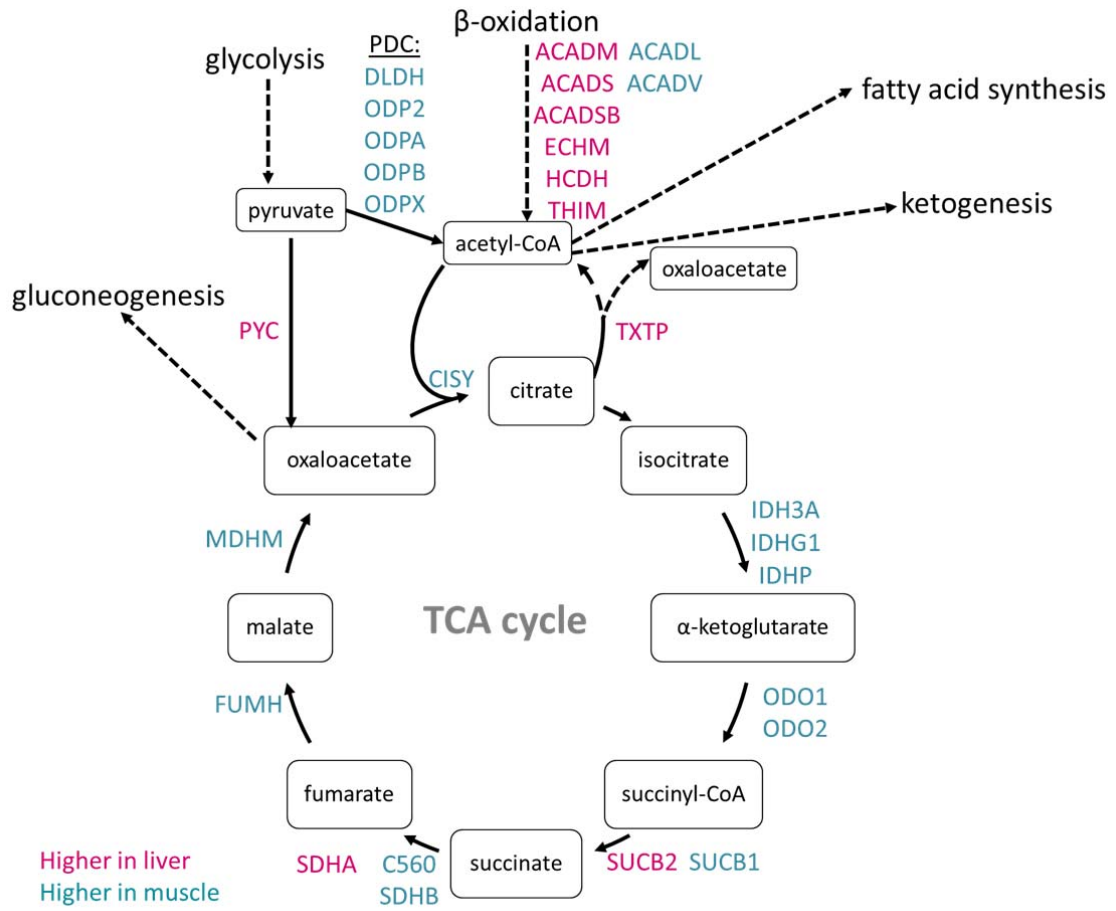 β-oxidation
PDC:
glycolysis
ACADM ACADL
DLDH
ACADS ACADV
fatty acid synthesis
ODP2
ACADSB
ODPA
ECHM
ODPB
HCDH
ODPX
THIM
pyruvate
ketogenesis
acetyl-CoA
oxaloacetate
gluconeogenesis
PYC
TXTP
CISY
citrate
oxaloacetate
isocitrate
IDH3A
MDHM
IDHG1
IDHP
TCA cycle
malate
α-ketoglutarate
FUMH
ODO1
ODO2
fumarate
succinyl-CoA
Higher in liver
SDHA C560
succinate
SUCB2 SUCB1
Higher in muscle
SDHB